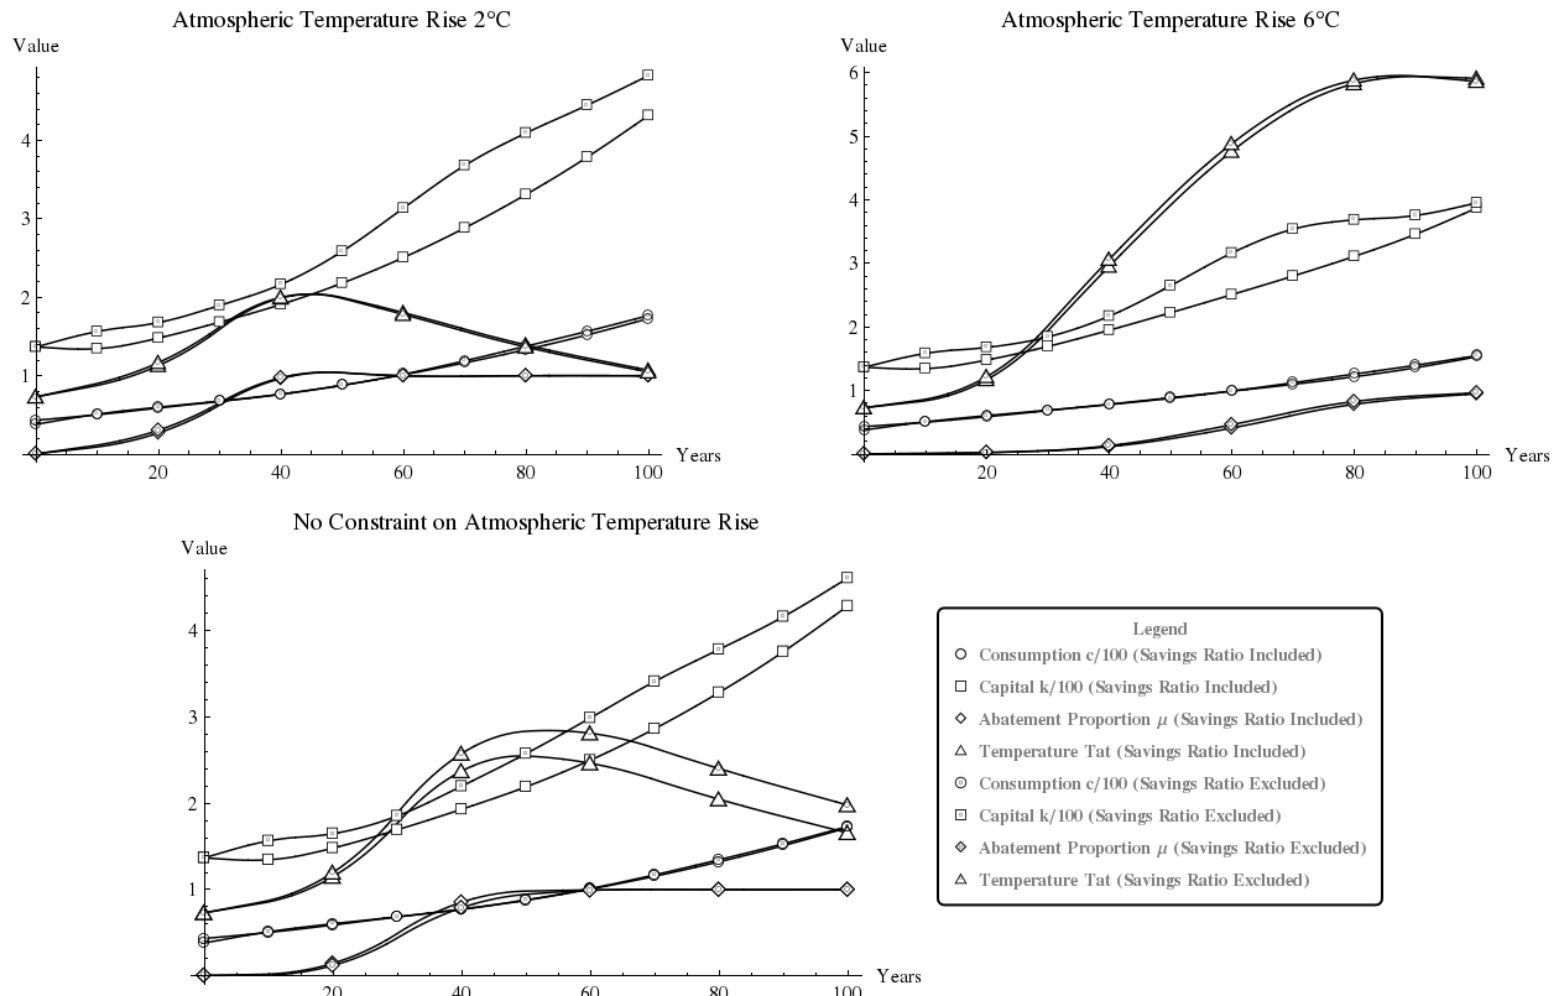 Atmospheric Temperature Rise 2°C
Value
4
3
2
1
20 40 60 80 100 Years
Atmospheric Temperature Rise 6°C
Value
6
5
4
3
2
1
20 40 60 80 100 Years
No Constraint on Atmospheric Temperature Rise
Value
4
3
2
1
20 40 60 80 100 Years
Legend
Consumption c/100 (Savings Ratio Included)
Capital k/100 (Savings Ratio Included)
Abatement Proportion μ (Savings Ratio Included)
Temperature Tat (Savings Ratio Included)
Consumption c/100 (Savings Ratio Excluded)
Capital k/100 (Savings Ratio Excluded)
Abatement Proportion μ (Savings Ratio Excluded)
Temperature Tat (Savings Ratio Excluded)